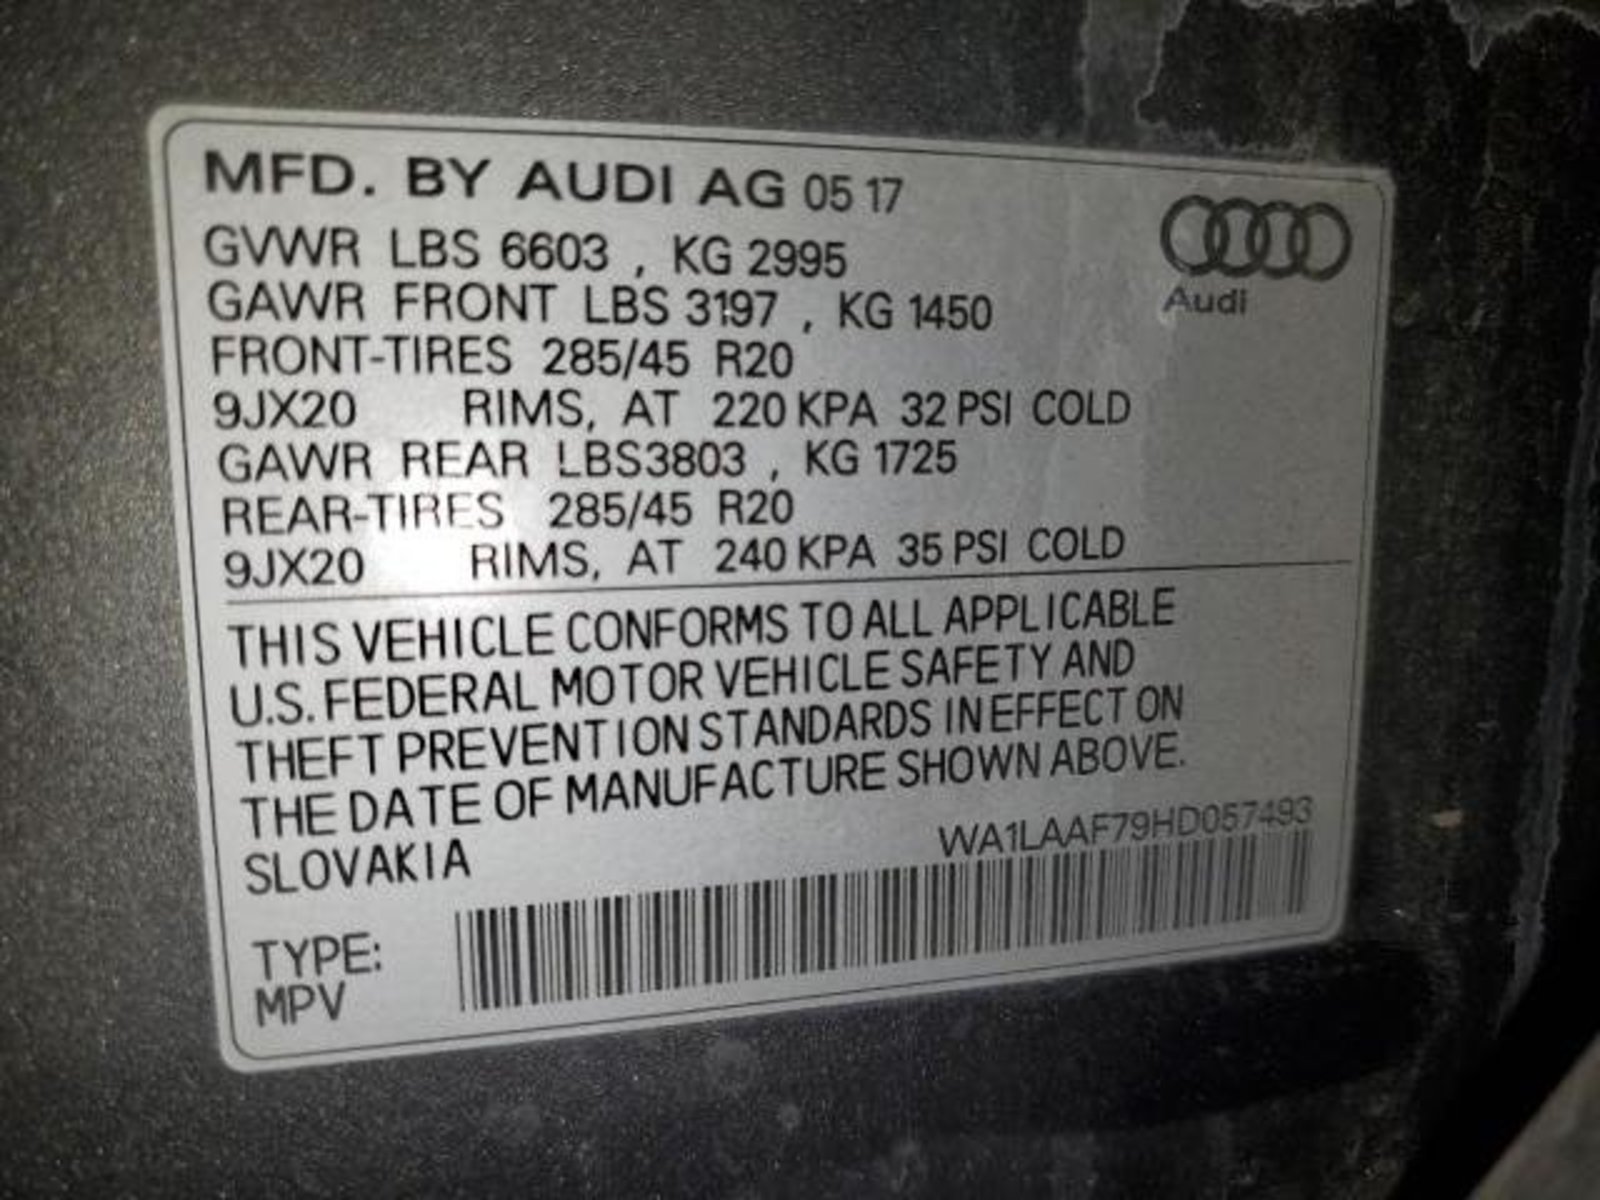 MFD. BY AUDI AG 05 17
GVWR LBS 6603 , KG 2995
Audi
GAWR FRONT LBS 3197 , KG 1450
FRONT-TIRES 285/45 R20
9JX20 RIMS, AT 220 KPA 32 PSI COLD
GAWR REAR LBS3803 , KG 1725
REAR-TIRES 285/45 R20
9JX20 RIMS, AT 240 KPA 35 PSI COLD
THIS VEHICLE CONFORMS TO ALL APPLICABLE
U.S. FEDERAL MOTOR VEHICLE SAFETY AND
THEFT PREVENTION STANDARDS IN EFFECT ON
THE DATE OF MANUFACTURE SHOWN ABOVE.
SLOVAKIA
WA1LAAF79HD057493
TYPE:
MPV